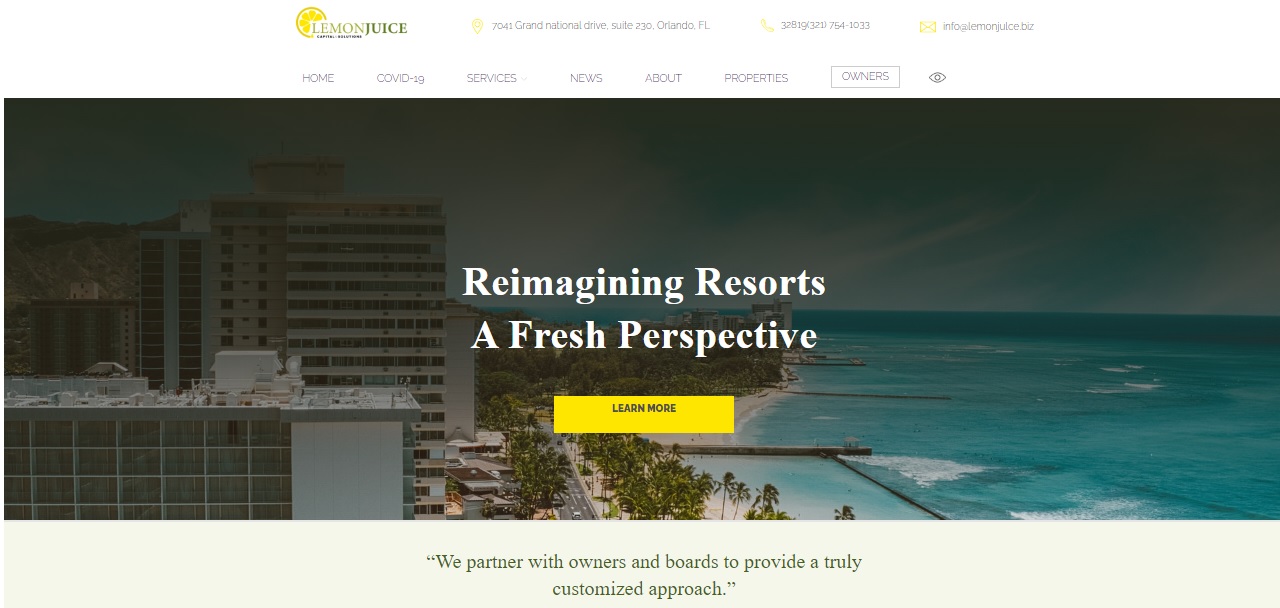 LEMONJUICE
CAPITAL & SOLUTIONS
7041 Grand national drive, suite 230, Orlando, FL
32819(321) 754-1033
info@lemonjuice.biz
HOME
COVID-19
SERVICES
NEWS
ABOUT
PROPERTIES
OWNERS
Reimagining Resorts
A Fresh Perspective
LEARN MORE
“We partner with owners and boards to provide a truly
customized approach.”